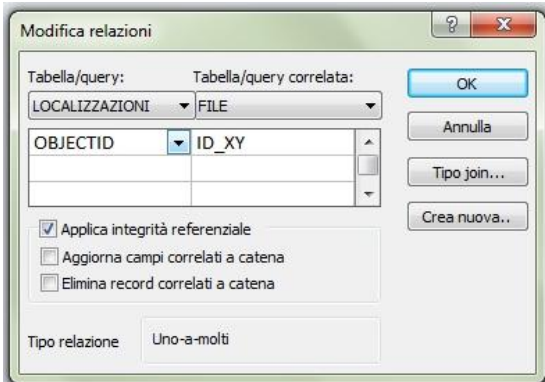 Modifica relazioni
Tabella/query: Tabella/query correlata:
LOCALIZZAZIONI FILE
OBJECTID ID_XY
OK
Annulla
Tipo join...
Crea nuova..
Applica integrità referenziale
Aggiorna campi correlati a catena
Elimina record correlati a catena
Tipo relazione Uno-a-molti